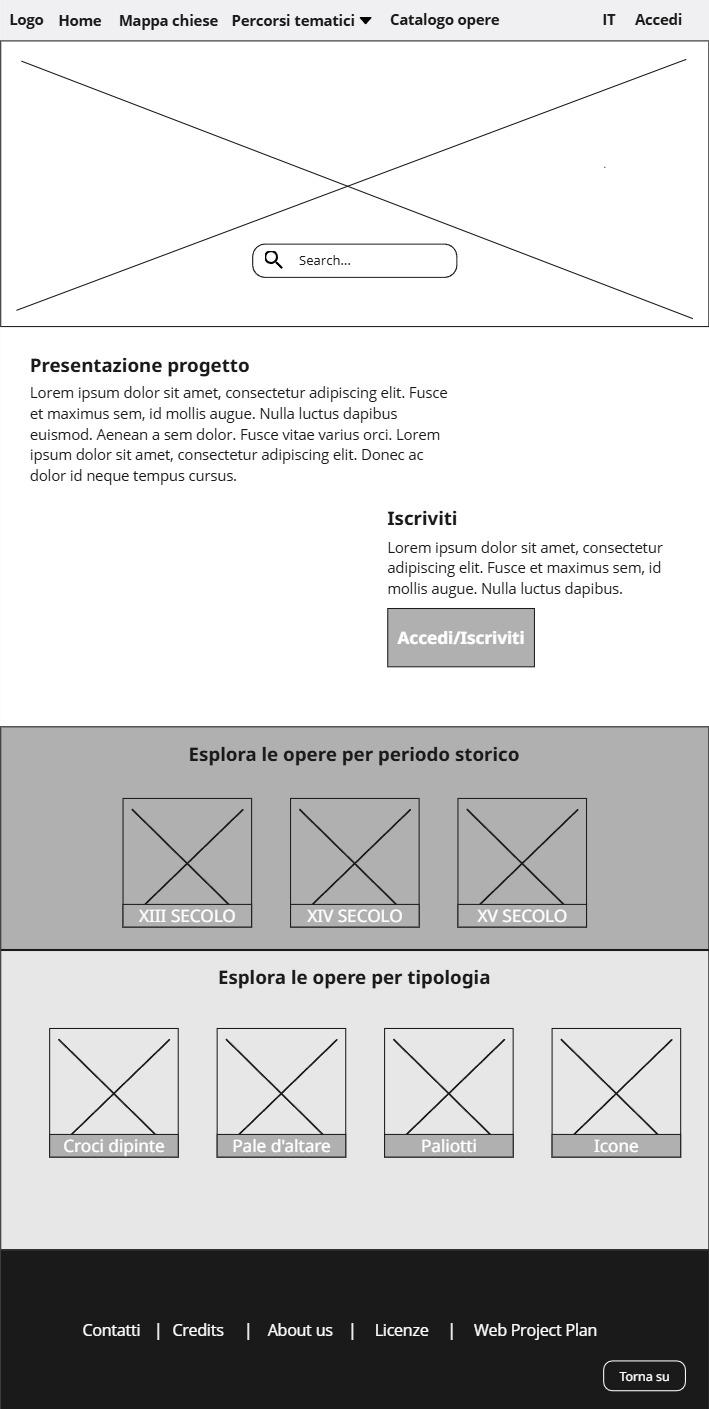 Logo Home Mappa chiese Percorsi tematici Catalogo opere IT Accedi
Search...
Presentazione progetto
Lorem ipsum dolor sit amet, consectetur adipiscing elit. Fusce
et maximus sem, id mollis augue. Nulla luctus dapibus
euismod. Aenean a sem dolor. Fusce vitae varius orci. Lorem
ipsum dolor sit amet, consectetur adipiscing elit. Donec ac
dolor id neque tempus cursus.
Iscriviti
Lorem ipsum dolor sit amet, consectetur
adipiscing elit. Fusce et maximus sem, id
mollis augue. Nulla luctus dapibus.
Accedi/Iscriviti
Esplora le opere per periodo storico
XIII SECOLO XIV SECOLO XV SECOLO
Esplora le opere per tipologia
Croci dipinte Pale d'altare Paliotti Icone
Contatti | Credits | About us | Licenze | Web Project Plan
Torna su